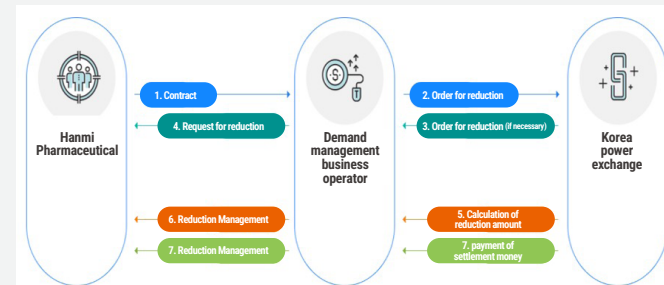 1. Contract
2. Order for reduction
4. Request for reduction
3. Order for reduction (if necessary)
Hanmi
Pharmaceutical
Demand
management
business
operator
Korea
power
exchange
6. Reduction Management
5. Calculation of
reduction amount
7. Reduction Management
7. payment of
settlement money